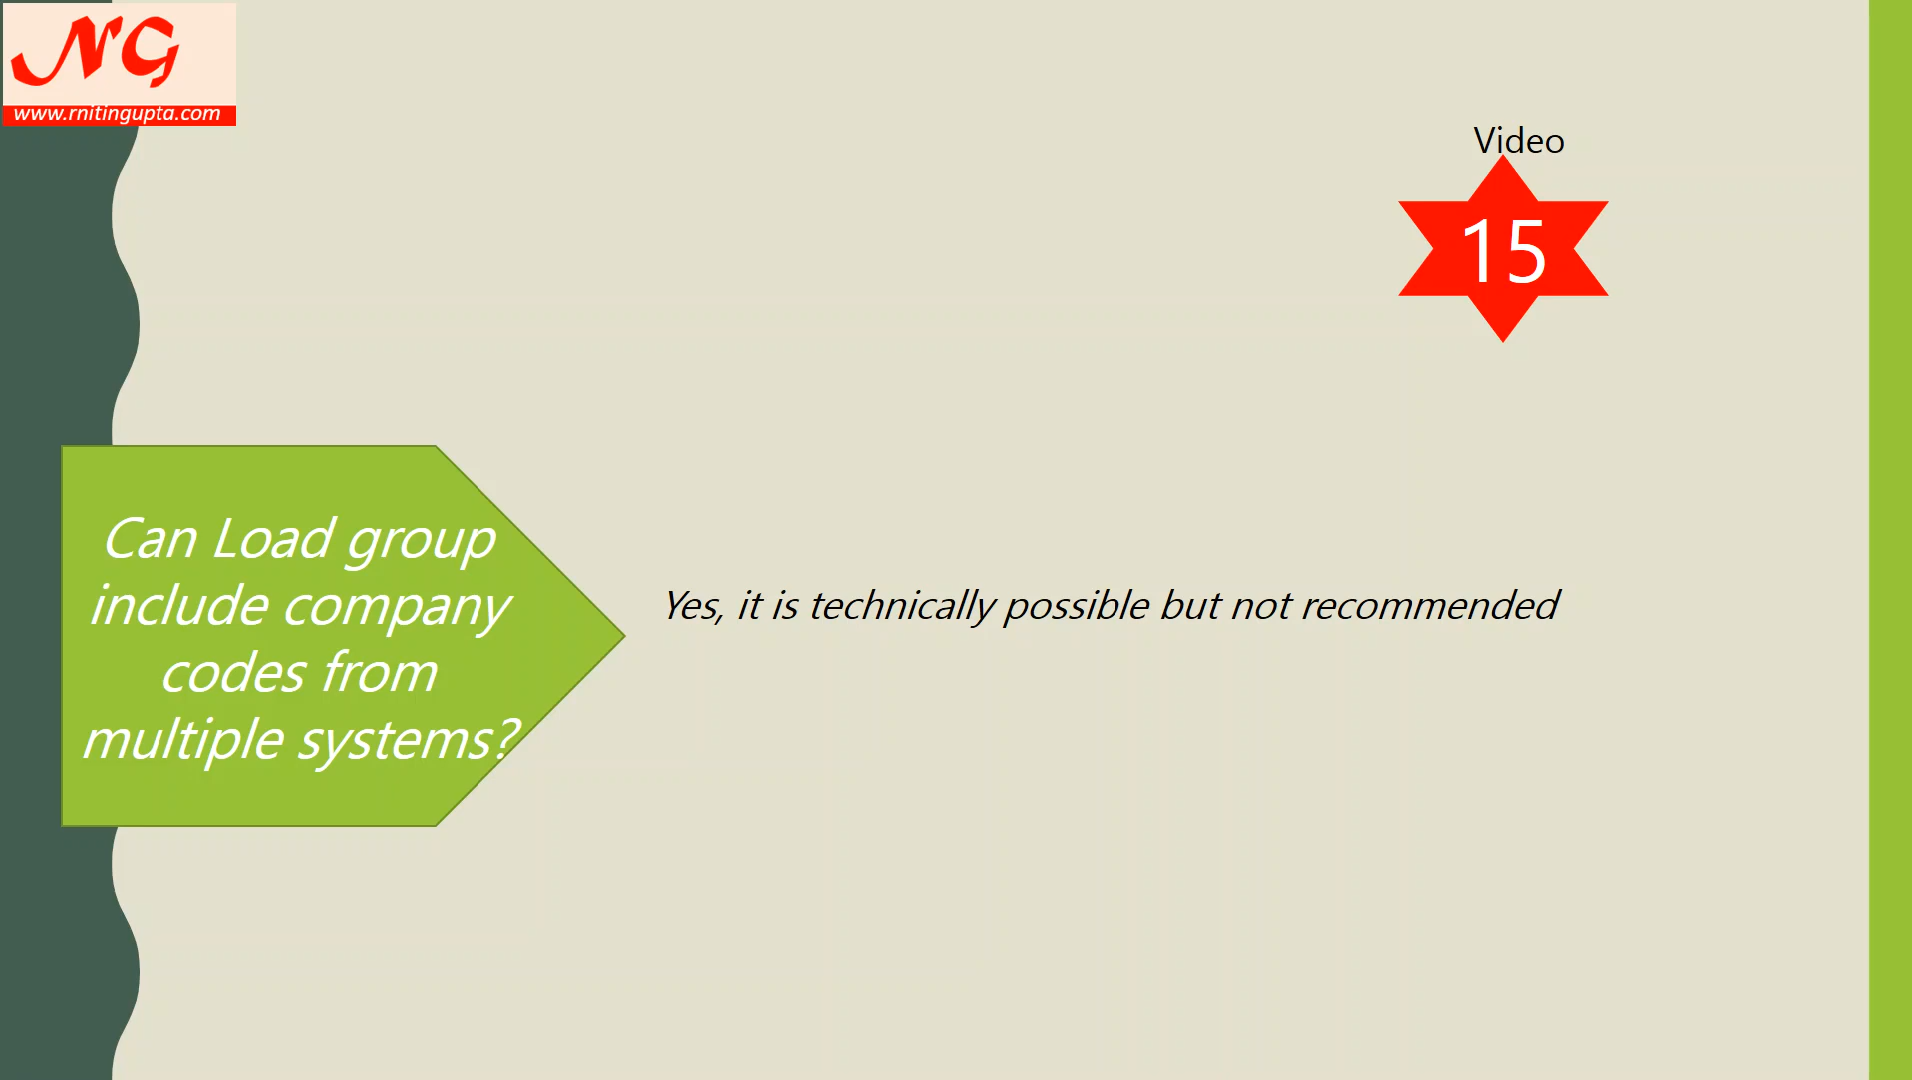 NG
www.rnitingupta.com
Video
15
Can Load group
include company
codes from
multiple systems?
Yes, it is technically possible but not recommended